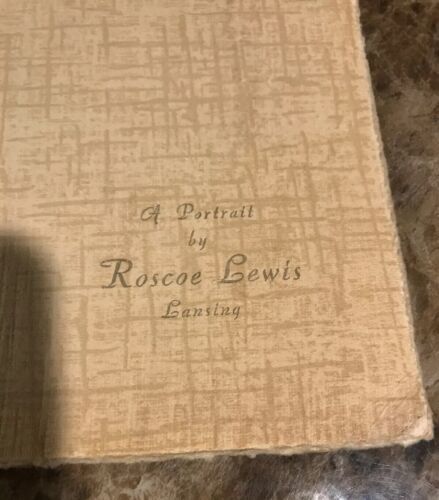 A Portrait
by
Roscoe Lewis
Lansing